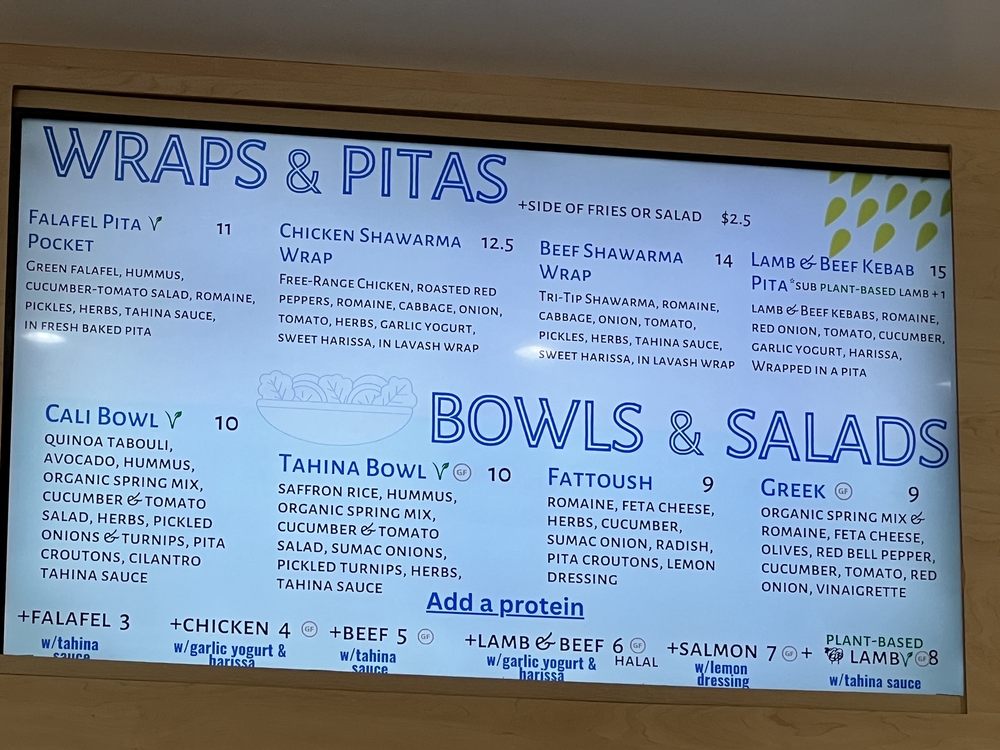 WRAPS & PITAS
+SIDE OF FRIES OR SALAD $2.5
FALAFEL PITA V 11
POCKET
GREEN FALAFEL, HUMMUS,
CUCUMBER-TOMATO SALAD, ROMAINE,
PICKLES, HERBS, TAHINA SAUCE,
IN FRESH BAKED PITA
CHICKEN SHAWARMA 12.5
WRAP
FREE-RANGE CHICKEN, ROASTED RED
PEPPERS, ROMAINE, CABBAGE, ONION,
TOMATO, HERBS, GARLIC YOGURT,
SWEET HARISSA, IN LAVASH WRAP
BEEF SHAWARMA 14
WRAP
TRI-TIP SHAWARMA, ROMAINE,
CABBAGE, ONION, TOMATO,
PICKLES, HERBS, TAHINA SAUCE,
SWEET HARISSA, IN LAVASH WRAP
LAMB & BEEF KEBAB 15
PITA *SUB PLANT-BASED LAMB +1
LAMB & BEEF KEBABS, ROMAINE,
RED ONION, TOMATO, CUCUMBER,
GARLIC YOGURT, HARISSA,
WRAPPED IN A PITA
BOWLS & SALADS
CALI BOWL V 10
QUINOA TABOULI,
AVOCADO, HUMMUS,
ORGANIC SPRING MIX,
CUCUMBER & TOMATO
SALAD, HERBS, PICKLED
ONIONS & TURNIPS, PITA
CROUTONS, CILANTRO
TAHINA SAUCE
TAHINA BOWL V GF 10
SAFFRON RICE, HUMMUS,
ORGANIC SPRING MIX,
CUCUMBER & TOMATO
SALAD, SUMAC ONIONS,
PICKLED TURNIPS, HERBS,
TAHINA SAUCE
FATTOUSH 9
ROMAINE, FETA CHEESE,
HERBS, CUCUMBER,
SUMAC ONION, RADISH,
PITA CROUTONS, LEMON
DRESSING
GREEK GF 9
ORGANIC SPRING MIX &
ROMAINE, FETA CHEESE,
OLIVES, RED BELL PEPPER,
CUCUMBER, TOMATO, RED
ONION, VINAIGRETTE
Add a protein
+FALAFEL 3
w/tahina
sauce
+CHICKEN 4 GF
w/garlic yogurt &
harissa
+BEEF 5 GF
w/tahina
sauce
+LAMB & BEEF 6 GF
HALAL
w/garlic yogurt &
harissa
+SALMON 7 GF
w/lemon
dressing
PLANT-BASED
+ LAMB V GF 8
w/tahina sauce